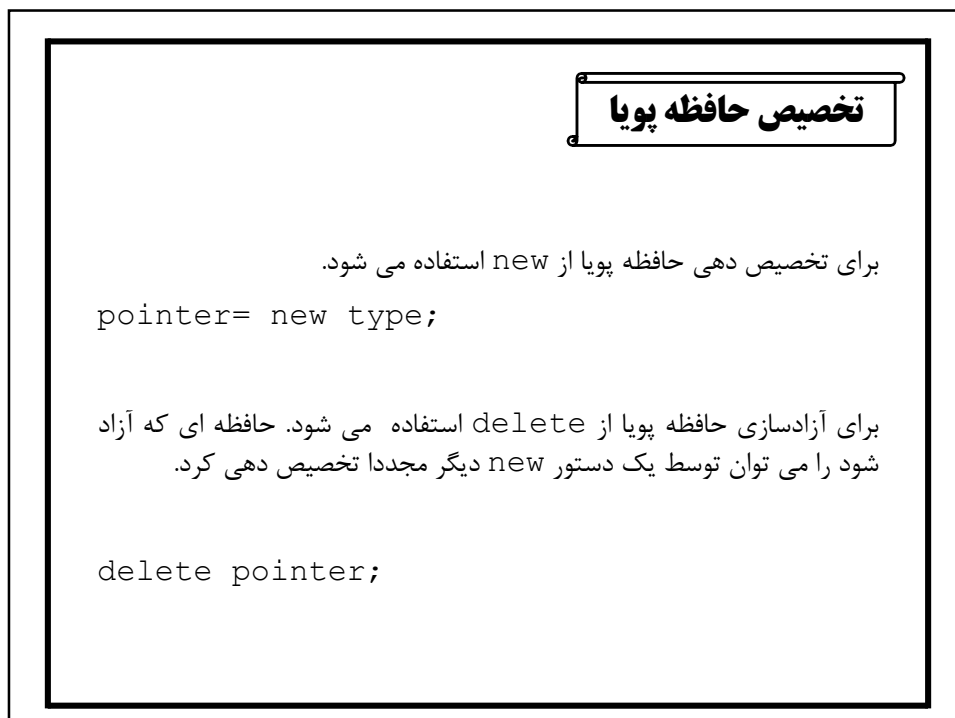 تخصیص حافظه پویا
برای تخصیص دهی حافظه پویا از new استفاده می شود.
pointer= new type;
برای آزادسازی حافظه پویا از delete استفاده می شود. حافظه ای که آزاد
شود را می توان توسط یک دستور new دیگر مجددا تخصیص دهی کرد.
delete pointer;